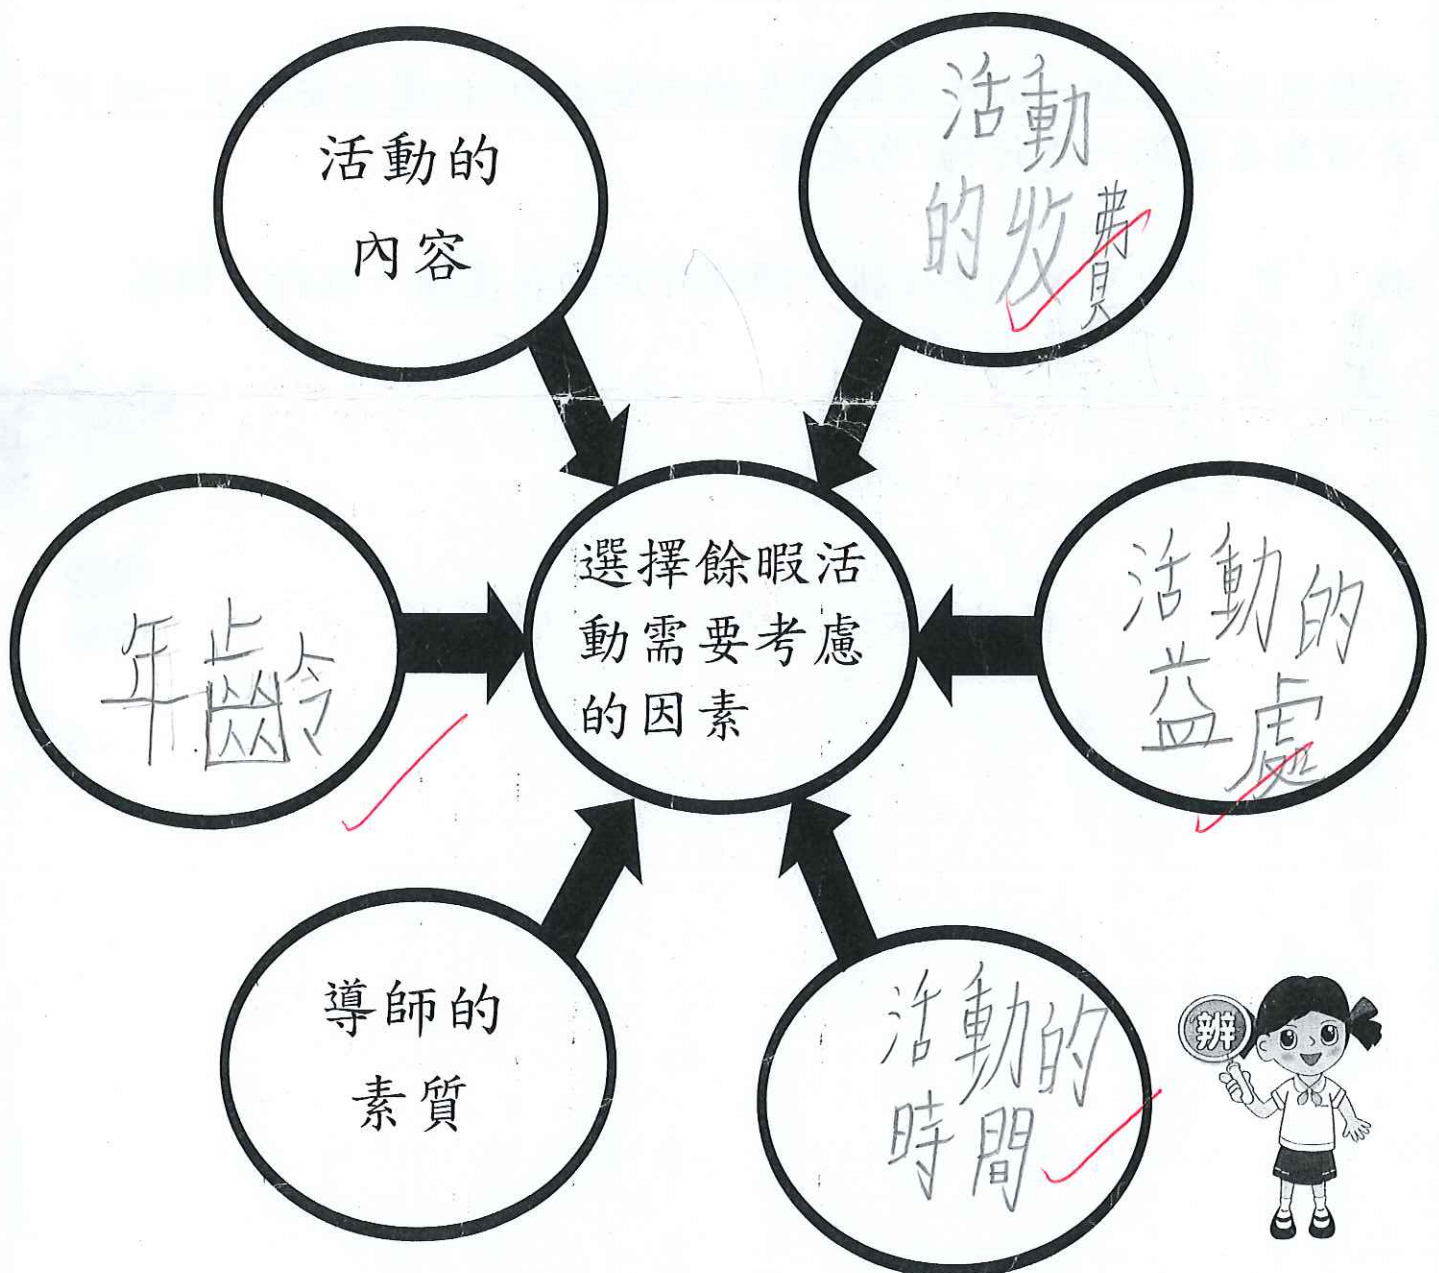 活動的
內容
活動
的收費
年齡
選擇餘暇活
動需要考慮
的因素
活動的
益處
導師的
素質
活動的
時間
辨